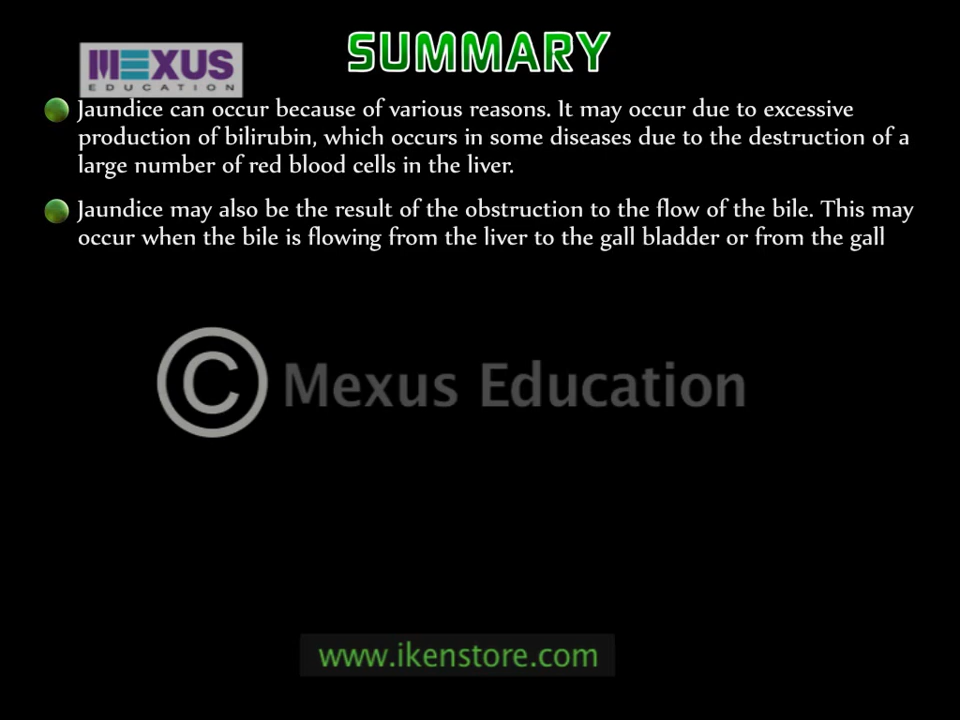 SUMMARY
MEXUS
EDUCATION
Jaundice can occur because of various reasons. It may occur due to excessive
production of bilirubin, which occurs in some diseases due to the destruction of a
large number of red blood cells in the liver.
Jaundice may also be the result of the obstruction to the flow of the bile. This may
occur when the bile is flowing from the liver to the gall bladder or from the gall
© Mexus Education
www.ikenstore.com